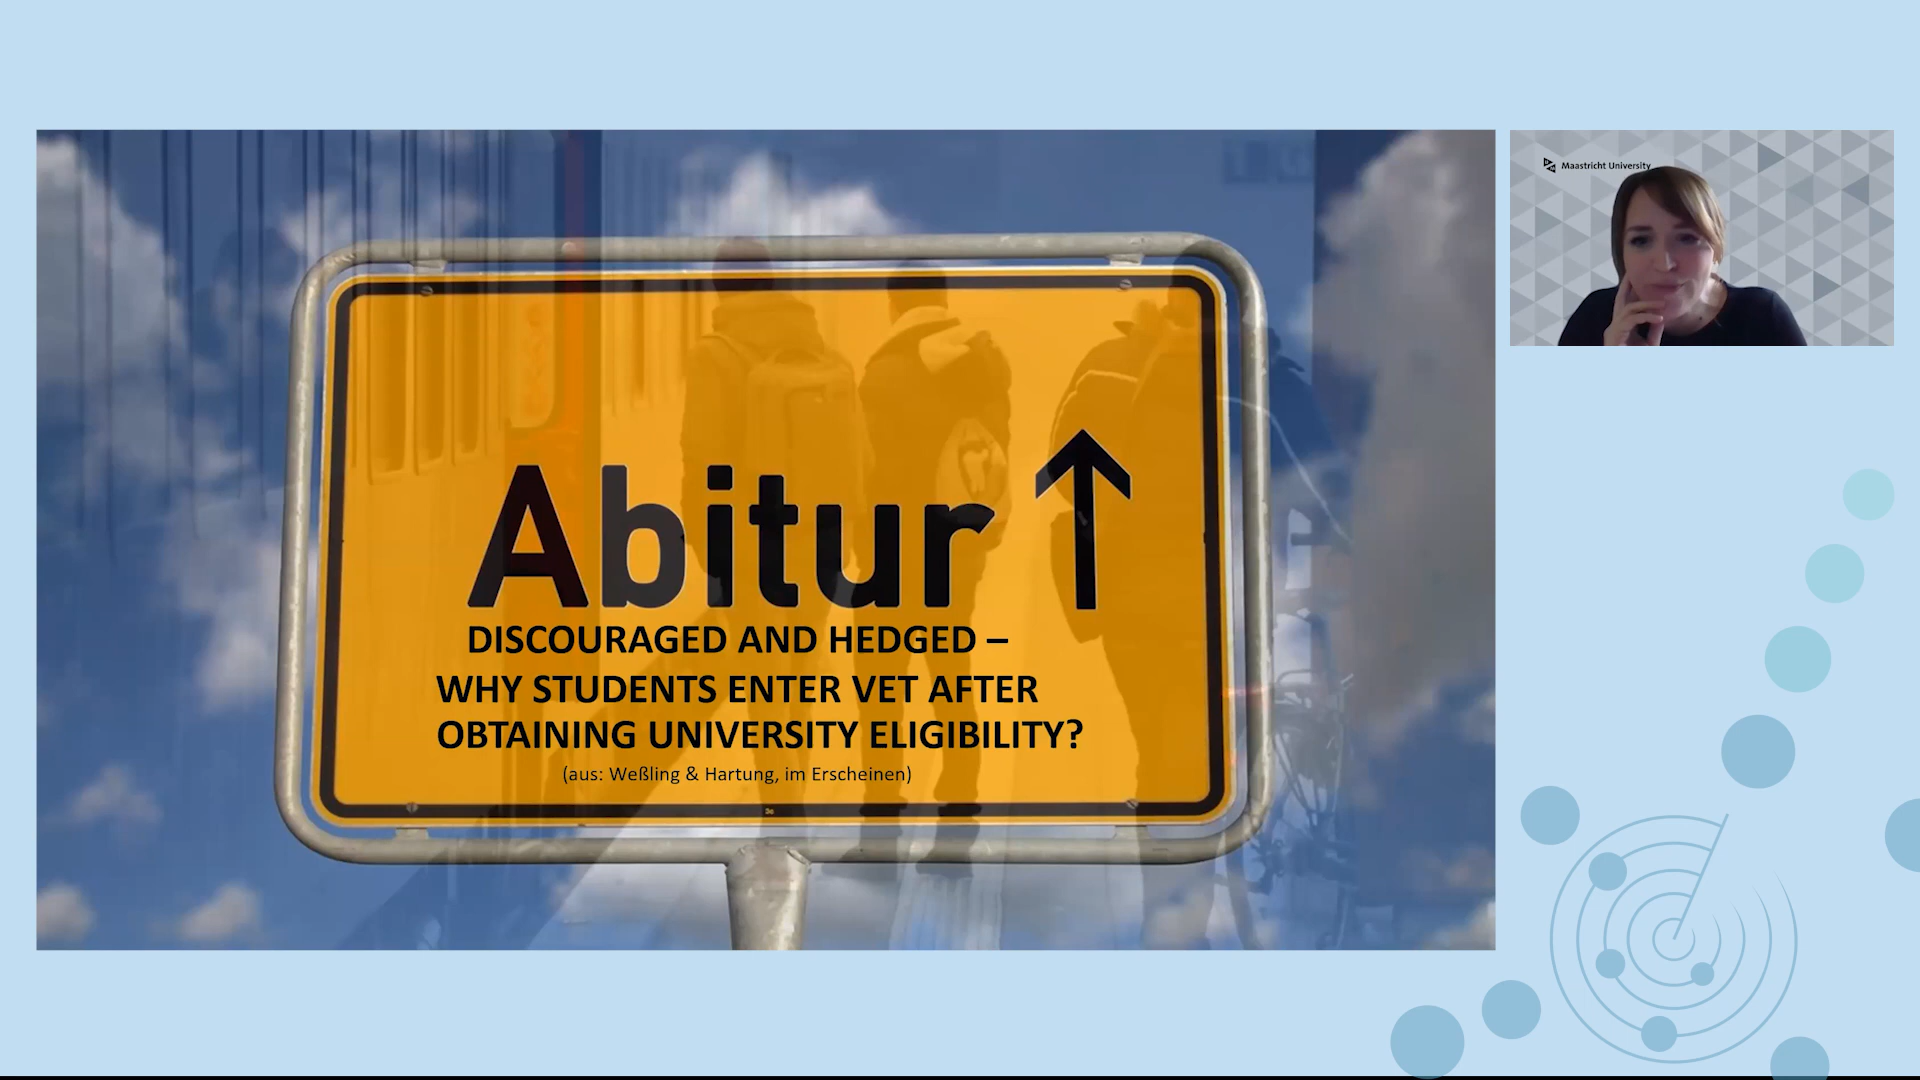 Abitur ↑
DISCOURAGED AND HEDGED –
WHY STUDENTS ENTER VET AFTER
OBTAINING UNIVERSITY ELIGIBILITY?
(aus: Weßling & Hartung, im Erscheinen)
Maastricht University